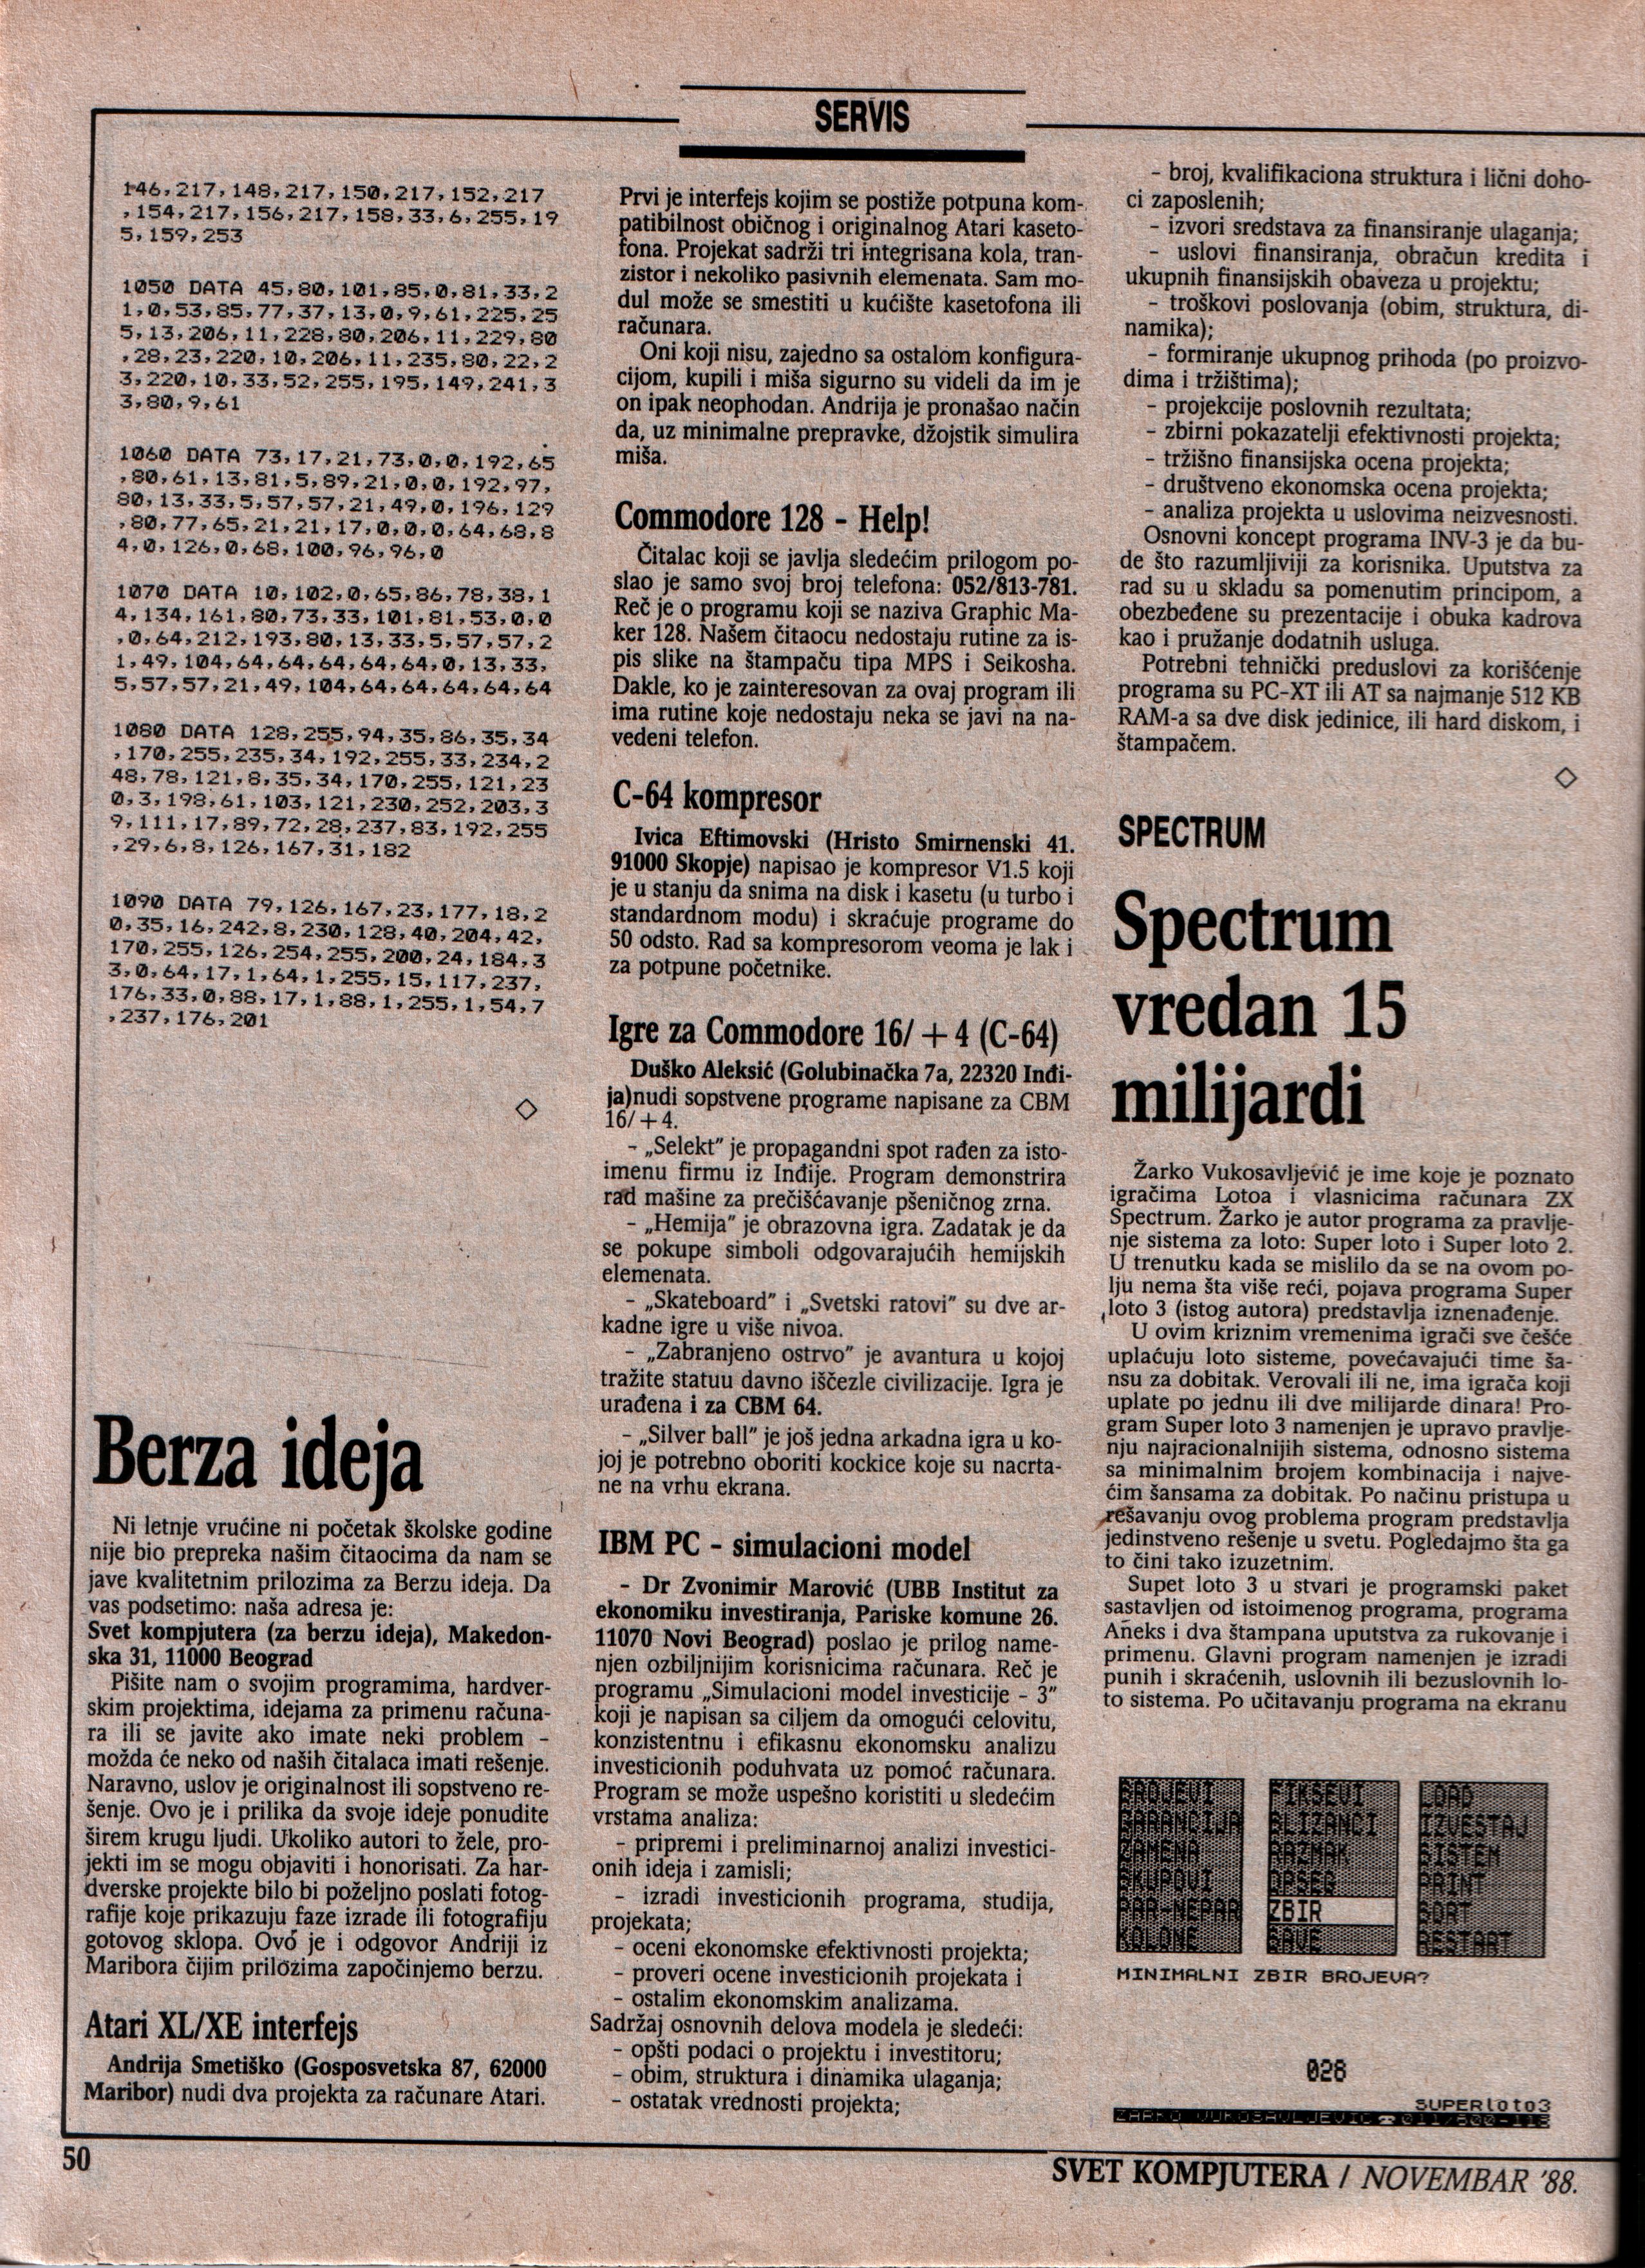 SERVIS
146,217,148,217,150,217,152,217
,154,217,156,217,158,33,6,255,19
5,159,253
1050 DATA 45,80,101,85,0,81,33,2
1,0,53,85,77,37,13,0,9,61,225,25
5,13,206,11,228,80,206,11,229,80
,28,23,220,10,206,11,235,80,22,2
3,220,10,33,52,255,195,149,241,3
3,80,9,61
1060 DATA 73,17,21,73,0,0,192,65
,80,61,13,81,5,89,21,0,0,192,97,
80,13,33,5,57,57,21,49,0,196,129
,80,77,65,21,21,17,0,0,0,64,68,8
4,0,126,0,68,100,96,96,0
1070 DATA 10,102,0,65,86,78,38,1
4,134,161,80,73,33,101,81,53,0,0
,0,64,212,193,80,13,33,5,57,57,2
1,49,104,64,64,64,64,64,0,13,33,
5,57,57,21,49,104,64,64,64,64,64
1080 DATA 128,255,94,35,86,35,34
,170,255,235,34,192,255,33,234,2
48,78,121,8,35,34,170,255,121,23
0,3,198,61,103,121,230,252,203,3
9,111,17,89,72,28,237,83,192,255
,29,6,8,126,167,31,182
1090 DATA 79,126,167,23,177,18,2
0,35,16,242,8,230,128,40,204,42,
170,255,126,254,255,200,24,184,3
3,0,64,17,1,64,1,255,15,117,237,
176,33,0,88,17,1,88,1,255,1,54,7
,237,176,201
Berza ideja
Ni letnje vrućine ni početak školske godine
nije bio prepreka našim čitaocima da nam se
jave kvalitetnim prilozima za Berzu ideja. Da
vas podsetimo: naša adresa je:
Svet kompjutera (za berzu ideja), Makedon-
ska 31, 11000 Beograd
Pišite nam o svojim programima, hardver-
skim projektima, idejama za primenu računa-
ra ili se javite ako imate neki problem –
možda će neko od naših čitalaca imati rešenje.
Naravno, uslov je originalnost ili sopstveno re-
šenje. Ovo je i prilika da svoje ideje ponudite
širem krugu ljudi. Ukoliko autori to žele, pro-
jekti im se mogu objaviti i honorisati. Za har-
dverske projekte bilo bi poželjno poslati fotog-
rafije koje prikazuju faze izrade ili fotografiju
gotovog sklopa. Ovo je i odgovor Andriji iz
Maribora čijim prilozima započinjemo berzu.
Atari XL/XE interfejs
Andrija Smetiško (Gosposvetska 87, 62000
Maribor) nudi dva projekta za računare Atari.
Prvi je interfejs kojim se postiže potpuna kom-
patibilnost običnog i originalnog Atari kaseto-
fona. Projekat sadrži tri integrisana kola, tran-
zistor i nekoliko pasivnih elemenata. Sam mo-
dul može se smestiti u kućište kasetofona ili
računara.
Oni koji nisu, zajedno sa ostalom konfigura-
cijom, kupili i miša sigurno su videli da im je
on ipak neophodan. Andrija je pronašao način
da, uz minimalne prepravke, džojstik simulira
miša.
Commodore 128 – Help!
Čitalac koji se javlja sledećim prilogom po-
slao je samo svoj broj telefona: 052/813-781.
Reč je o programu koji se naziva Graphic Ma-
ker 128. Našem čitaocu nedostaju rutine za is-
pis slike na štampaču tipa MPS i Seikosha.
Dakle, ko je zainteresovan za ovaj program ili
ima rutine koje nedostaju neka se javi na na-
vedeni telefon.
C-64 kompresor
Ivica Eftimovski (Hristo Smirnenski 41.
91000 Skopje) napisao je kompresor V1.5 koji
je u stanju da snima na disk i kasetu (u turbo i
standardnom modu) i skraćuje programe do
50 odsto. Rad sa kompresorom veoma je lak i
za potpune početnike.
Igre za Commodore 16/ + 4 (C-64)
Duško Aleksić (Golubinačka 7a, 22320 Inđi-
ja)nudi sopstvene programe napisane za CBM
16/ + 4.
– „Selekt” je propagandni spot rađen za isto-
imenu firmu iz Inđije. Program demonstrira
rad mašine za prečišćavanje pšeničnog zrna.
– „Hemija” je obrazovna igra. Zadatak je da
se pokupe simboli odgovarajućih hemijskih
elemenata.
– „Skateboard” i „Svetski ratovi” su dve ar-
kadne igre u više nivoa.
– „Zabranjeno ostrvo” je avantura u kojoj
tražite statuu davno iščezle civilizacije. Igra je
urađena i za CBM 64.
– „Silver ball” je još jedna arkadna igra u ko-
joj je potrebno oboriti kockice koje su nacrta-
ne na vrhu ekrana.
IBM PC – simulacioni model
– Dr Zvonimir Marović (UBB Institut za
ekonomiku investiranja, Pariske komune 26.
11070 Novi Beograd) poslao je prilog name-
njen ozbiljnijim korisnicima računara. Reč je
programu „Simulacioni model investicije – 3”
koji je napisan sa ciljem da omogući celovitu,
konzistentnu i efikasnu ekonomsku analizu
investicionih poduhvata uz pomoć računara.
Program se može uspešno koristiti u sledećim
vrstama analiza:
– pripremi i preliminarnoj analizi investici-
onih ideja i zamisli;
– izradi investicionih programa, studija,
projekata;
– oceni ekonomske efektivnosti projekta;
– proveri ocene investicionih projekata i
– ostalim ekonomskim analizama.
Sadržaj osnovnih delova modela je sledeći:
– opšti podaci o projektu i investitoru;
– obim, struktura i dinamika ulaganja;
– ostatak vrednosti projekta;
– broj, kvalifikaciona struktura i lični doho-
ci zaposlenih;
– izvori sredstava za finansiranje ulaganja;
– uslovi finansiranja, obračun kredita i
ukupnih finansijskih obaveza u projektu;
– troškovi poslovanja (obim, struktura, di-
namika);
– formiranje ukupnog prihoda (po proizvo-
dima i tržištima);
– projekcije poslovnih rezultata;
– zbirni pokazatelji efektivnosti projekta;
– tržišno finansijska ocena projekta;
– društveno ekonomska ocena projekta;
– analiza projekta u uslovima neizvesnosti.
Osnovni koncept programa INV-3 je da bu-
de što razumljiviji za korisnika. Uputstva za
rad su u skladu sa pomenutim principom, a
obezbeđene su prezentacije i obuka kadrova
kao i pružanje dodatnih usluga.
Potrebni tehnički preduslovi za korišćenje
programa su PC-XT ili AT sa najmanje 512 KB
RAM-a sa dve disk jedinice, ili hard diskom, i
štampačem.
SPECTRUM
Spectrum
vredan 15
milijardi
Žarko Vukosavljević je ime koje je poznato
igračima Lotoa i vlasnicima računara ZX
Spectrum. Žarko je autor programa za pravlje-
nje sistema za loto: Super loto i Super loto 2.
U trenutku kada se mislilo da se na ovom po-
lju nema šta više reći, pojava programa Super
loto 3 (istog autora) predstavlja iznenađenje.
U ovim kriznim vremenima igrači sve češće
uplaćuju loto sisteme, povećavajući time ša-
nsu za dobitak. Verovali ili ne, ima igrača koji
uplate po jednu ili dve milijarde dinara! Pro-
gram Super loto 3 namenjen je upravo pravlje-
nju najracionalnijih sistema, odnosno sistema
sa minimalnim brojem kombinacija i najve-
ćim šansama za dobitak. Po načinu pristupa u
rešavanju ovog problema program predstavlja
jedinstveno rešenje u svetu. Pogledajmo šta ga
to čini tako izuzetnim.
Supet loto 3 u stvari je programski paket
sastavljen od istoimenog programa, programa
Aneks i dva štampana uputstva za rukovanje i
primenu. Glavni program namenjen je izradi
punih i skraćenih, uslovnih ili bezuslovnih lo-
to sistema. Po učitavanju programa na ekranu
BROJEVI FIKSEVI LOAD
GARANCIJA BLIZANCI IZVESTAJ
ZAMENA RAZMAK SISTEM
SKUPOVI OPSEG PRINT
PAR-NEPAR ZBIR SORT
KOLONE SAVE RESTART
MINIMALNI ZBIR BROJEVA?
028
SUPERloto3
ZARKO VUKOSAVLJEVIC
50
SVET KOMPJUTERA / NOVEMBAR '88.